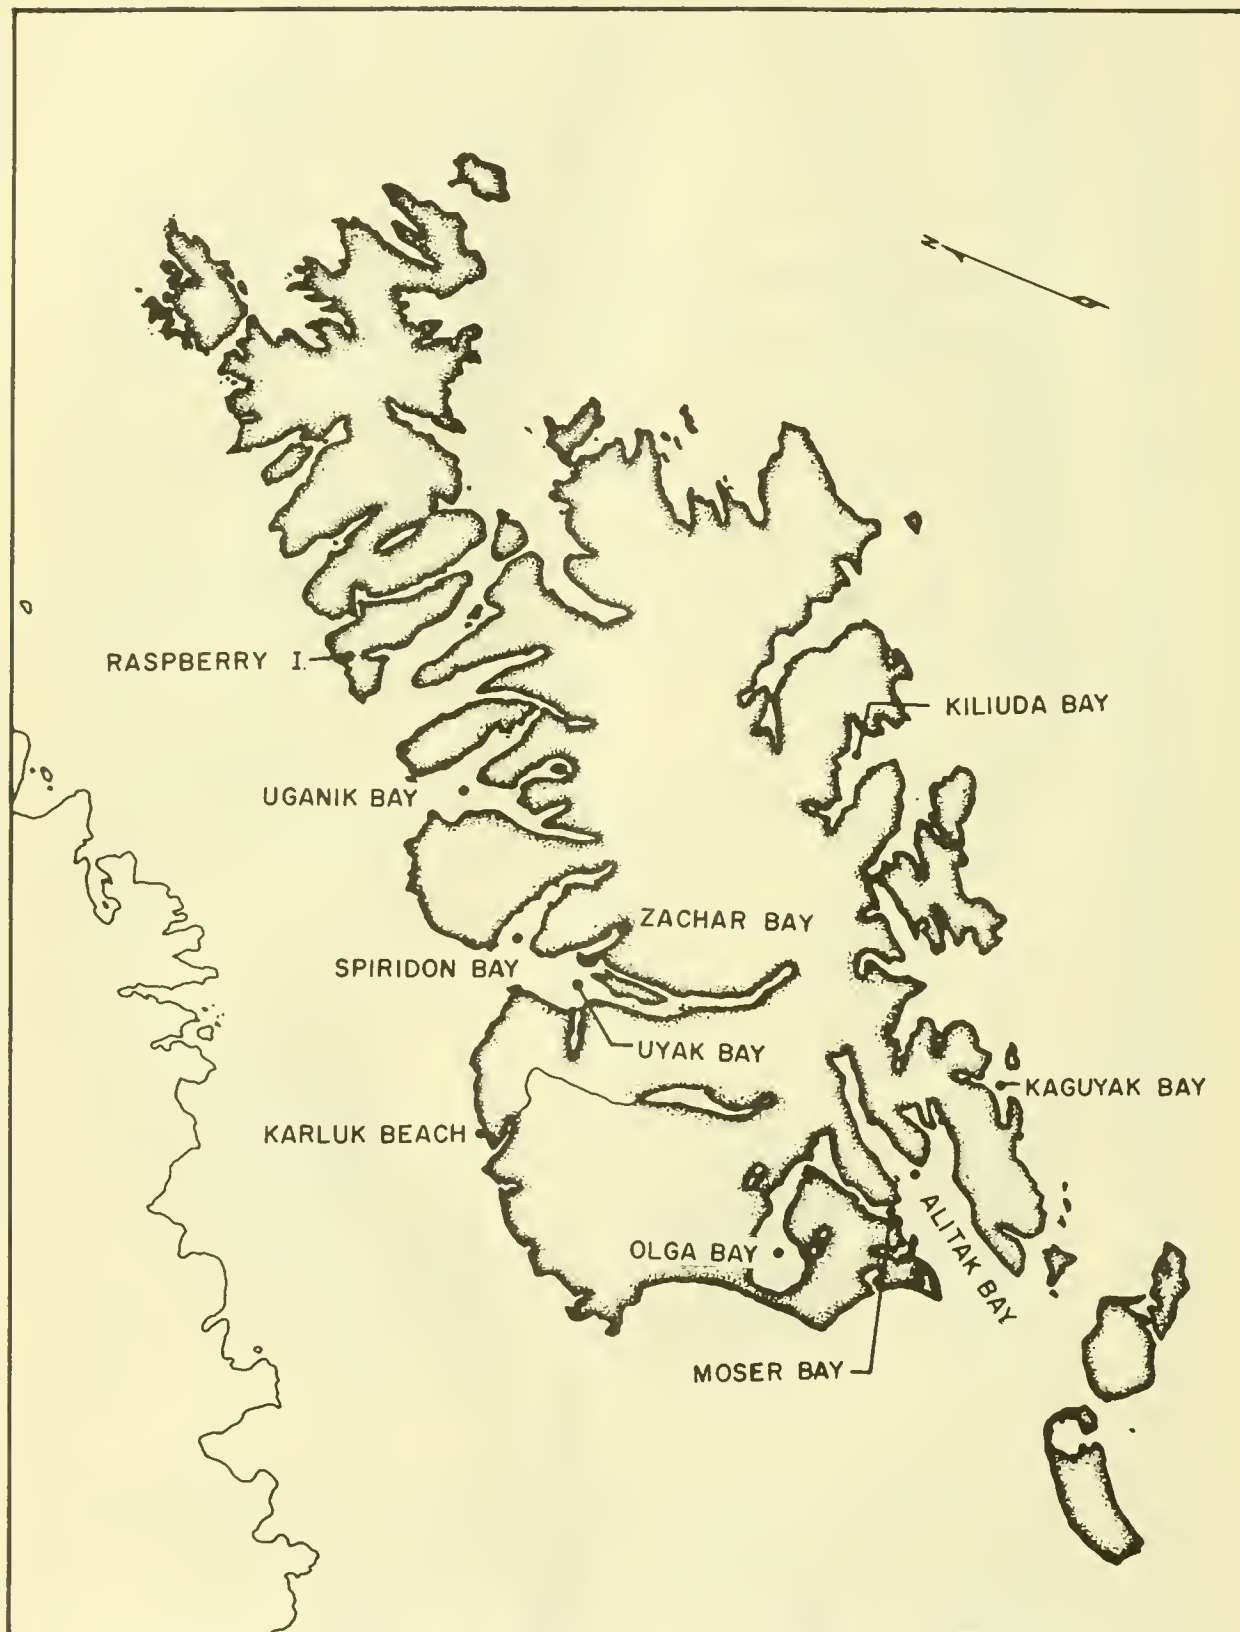 N
RASPBERRY I.
KILIUDA BAY
UGANIK BAY
ZACHAR BAY
SPIRIDON BAY
UYAK BAY
KAGUYAK BAY
KARLUK BEACH
ALITAK BAY
OLGA BAY
MOSER BAY